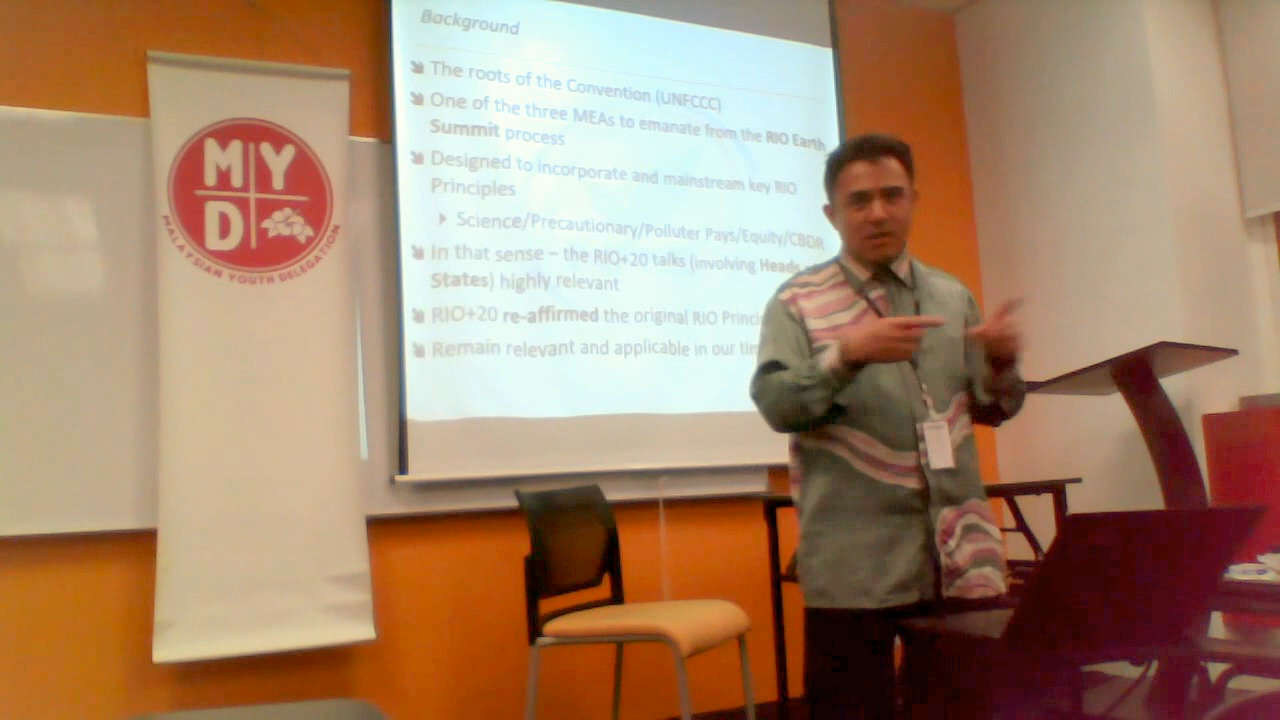 MY
D
MALAYSIAN YOUTH DELEGATION
Background
The roots of the Convention (UNFCCC)
One of the three MEAs to emanate from the RIO Earth
Summit process
Designed to incorporate and mainstream key RIO
Principles
Science/Precautionary/Polluter Pays/Equity/CBDR
In that sense – the RIO+20 talks (involving Heads
States) highly relevant
RIO+20 re-affirmed the original RIO
Remain relevant and applicable in our